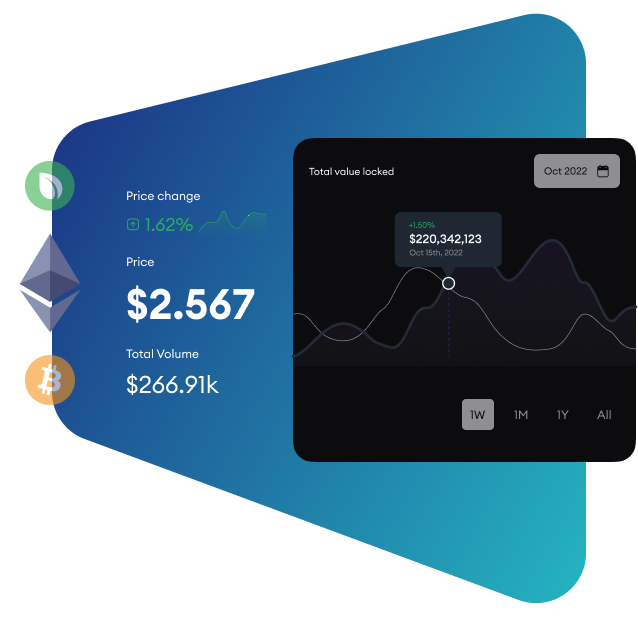 Price change
1.62%
Price
$2.567
Total Volume
$266.91k
Total value locked
Oct 2022
+1,50%
$220,342,123
Oct 15th, 2022
1W 1M 1Y All